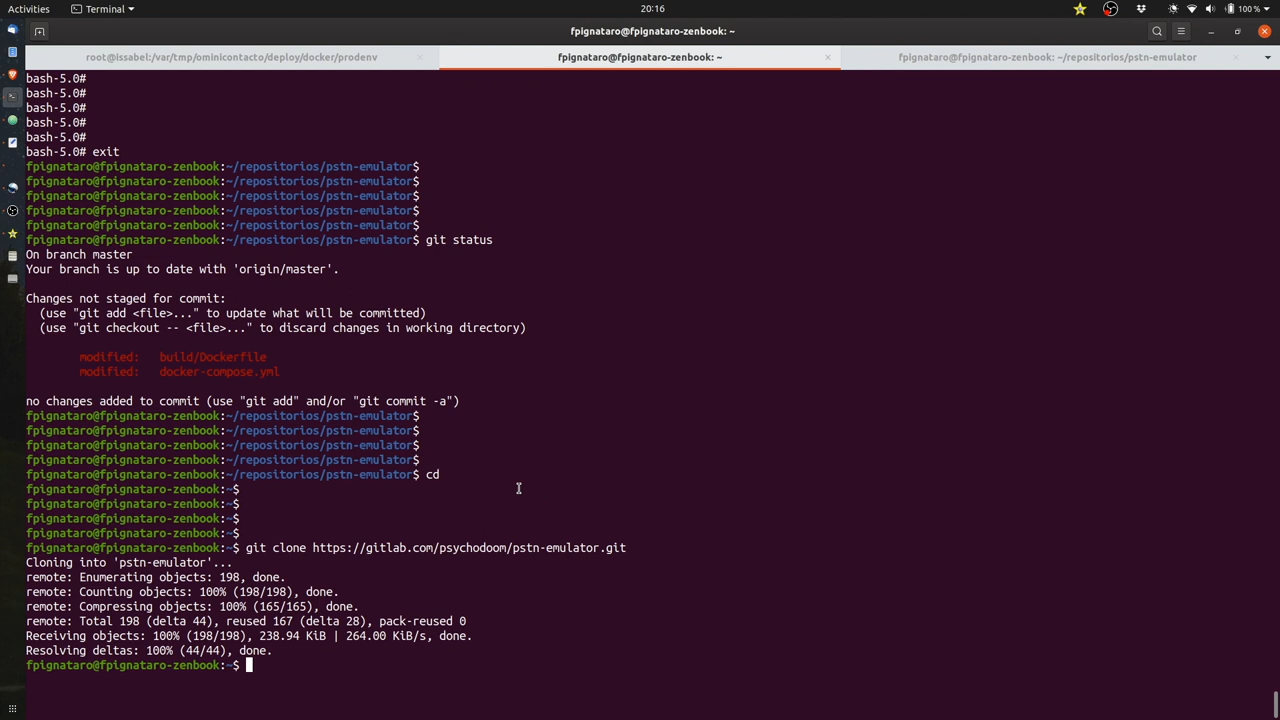 Activities
Terminal
20:16
100 %
fpignataro@fpignataro-zenbook: ~
root@issabel:/var/tmp/ominicontacto/deploy/docker/prodenv
fpignataro@fpignataro-zenbook: ~
fpignataro@fpignataro-zenbook: ~/repositorios/pstn-emulator
bash-5.0#
bash-5.0#
bash-5.0#
bash-5.0#
bash-5.0#
bash-5.0# exit
fpignataro@fpignataro-zenbook:~/repositorios/pstn-emulator$
fpignataro@fpignataro-zenbook:~/repositorios/pstn-emulator$
fpignataro@fpignataro-zenbook:~/repositorios/pstn-emulator$
fpignataro@fpignataro-zenbook:~/repositorios/pstn-emulator$
fpignataro@fpignataro-zenbook:~/repositorios/pstn-emulator$
fpignataro@fpignataro-zenbook:~/repositorios/pstn-emulator$ git status
On branch master
Your branch is up to date with 'origin/master'.
Changes not staged for commit:
(use "git add <file>..." to update what will be committed)
(use "git checkout -- <file>..." to discard changes in working directory)
modified: build/Dockerfile
modified: docker-compose.yml
no changes added to commit (use "git add" and/or "git commit -a")
fpignataro@fpignataro-zenbook:~/repositorios/pstn-emulator$
fpignataro@fpignataro-zenbook:~/repositorios/pstn-emulator$
fpignataro@fpignataro-zenbook:~/repositorios/pstn-emulator$
fpignataro@fpignataro-zenbook:~/repositorios/pstn-emulator$
fpignataro@fpignataro-zenbook:~/repositorios/pstn-emulator$ cd
fpignataro@fpignataro-zenbook:~$
fpignataro@fpignataro-zenbook:~$
fpignataro@fpignataro-zenbook:~$
fpignataro@fpignataro-zenbook:~$
fpignataro@fpignataro-zenbook:~$ git clone https://gitlab.com/psychodoom/pstn-emulator.git
Cloning into 'pstn-emulator'...
remote: Enumerating objects: 198, done.
remote: Counting objects: 100% (198/198), done.
remote: Compressing objects: 100% (165/165), done.
remote: Total 198 (delta 44), reused 167 (delta 28), pack-reused 0
Receiving objects: 100% (198/198), 238.94 KiB | 264.00 KiB/s, done.
Resolving deltas: 100% (44/44), done.
fpignataro@fpignataro-zenbook:~$